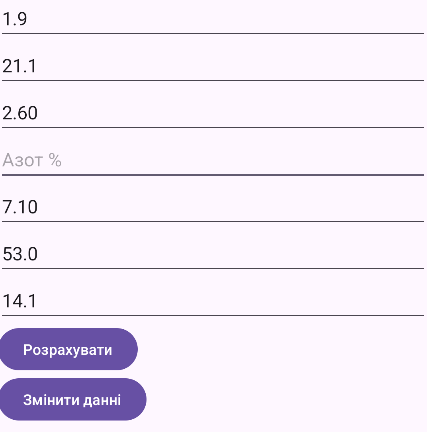 1.9
21.1
2.60
Азот %
7.10
53.0
14.1
Розрахувати
Змінити данні